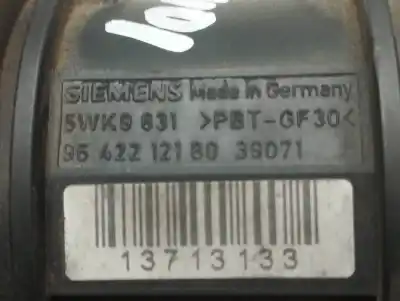 SIEMENS Made in Germany
5WK9 631 >PBT-GF30<
96 422 121 80 39071
13713133